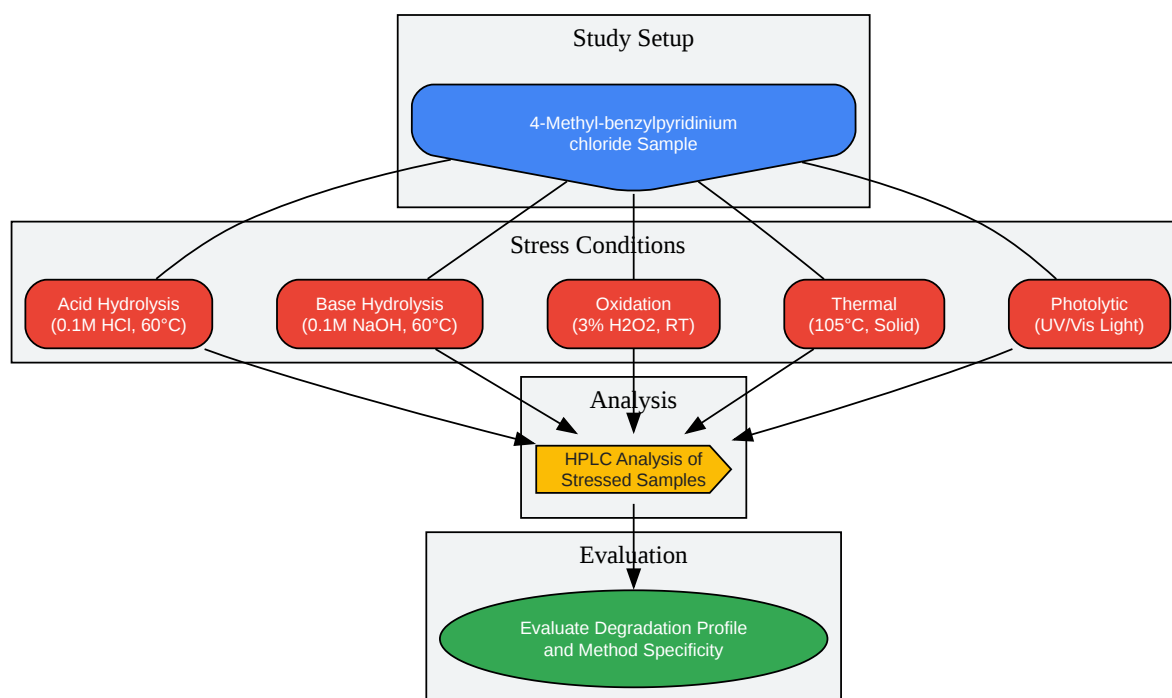 Study Setup
4-Methyl-benzylpyridinium
chloride Sample
Stress Conditions
Acid Hydrolysis
(0.1M HCl, 60°C)
Base Hydrolysis
(0.1M NaOH, 60°C)
Oxidation
(3% H2O2, RT)
Thermal
(105°C, Solid)
Photolytic
(UV/Vis Light)
Analysis
HPLC Analysis of
Stressed Samples
Evaluation
Evaluate Degradation Profile
and Method Specificity